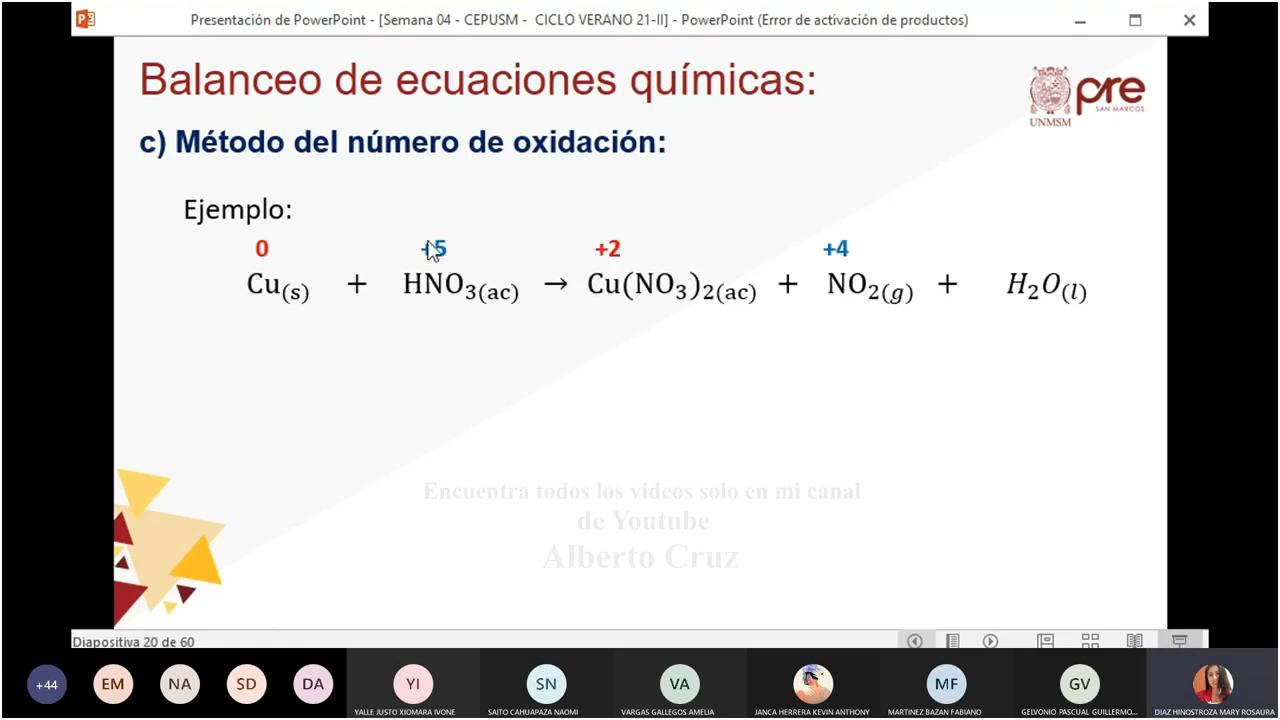 Presentación de PowerPoint - [Semana 04 - CEPUSM - CICLO VERANO 21-II] - PowerPoint (Error de activación de productos)
Balanceo de ecuaciones químicas:
UNMSM
pre
SAN MARCOS
c) Método del número de oxidación:
Ejemplo:
0 +5 +2 +4
Cu(s) + HNO3(ac) → Cu(NO3)2(ac) + NO2(g) + H2O(l)
Encuentra todos los videos solo en mi canal
de Youtube
Alberto Cruz
Diapositiva 20 de 60
+44 EM NA SD DA YI SN VA MF GV
YALLE JUSTO XIOMARA IVONE SAITO CAHUAPAZA NAOMI VARGAS GALLEGOS AMELIA JANCA HERRERA KEVIN ANTHONY MARTINEZ BAZAN FABIANO GELVONIO PASCUAL GUILLERMO... DIAZ HINOSTROZA MARY ROSAURA